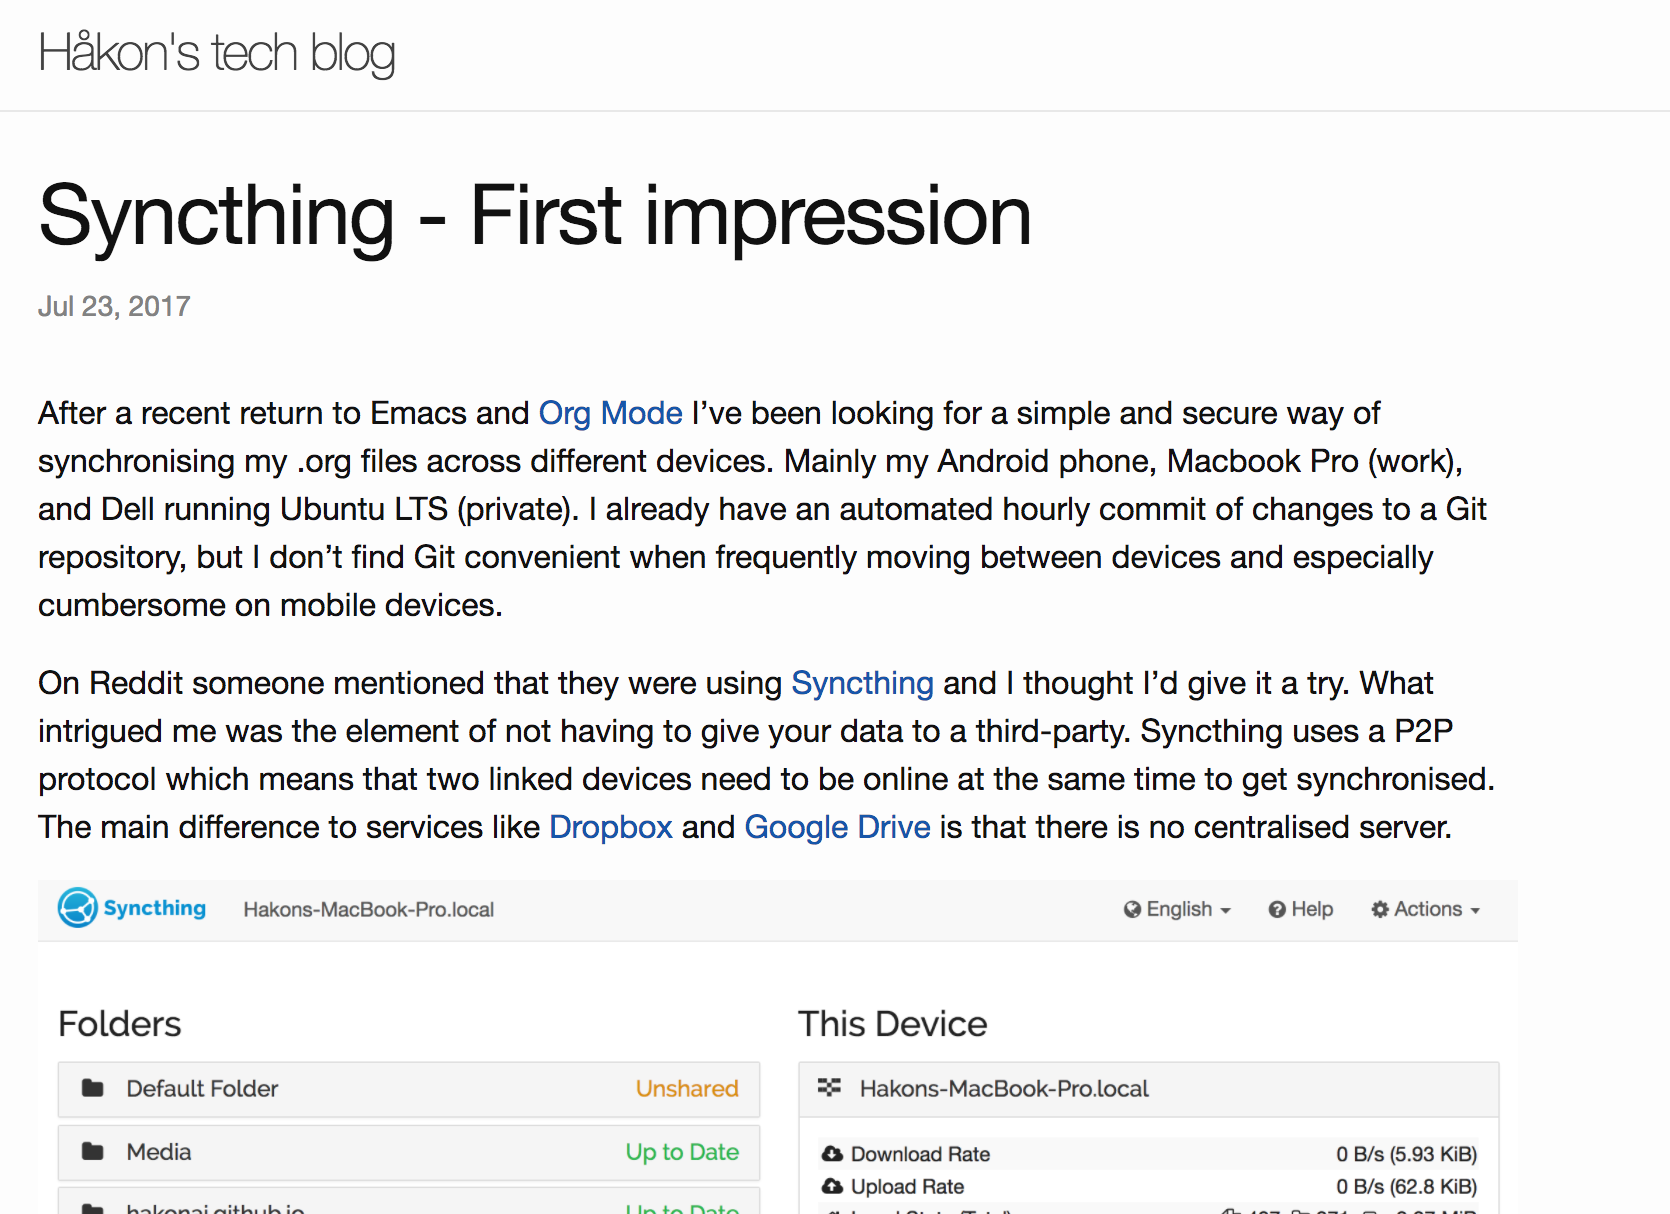 Håkon's tech blog
Syncthing - First impression
Jul 23, 2017
After a recent return to Emacs and Org Mode I’ve been looking for a simple and secure way of
synchronising my .org files across different devices. Mainly my Android phone, Macbook Pro (work),
and Dell running Ubuntu LTS (private). I already have an automated hourly commit of changes to a Git
repository, but I don’t find Git convenient when frequently moving between devices and especially
cumbersome on mobile devices.
On Reddit someone mentioned that they were using Syncthing and I thought I’d give it a try. What
intrigued me was the element of not having to give your data to a third-party. Syncthing uses a P2P
protocol which means that two linked devices need to be online at the same time to get synchronised.
The main difference to services like Dropbox and Google Drive is that there is no centralised server.
Syncthing Hakons-MacBook-Pro.local English Help Actions
Folders
Default Folder Unshared
Media Up to Date
hakonaj.github.io Up to Date
This Device
Hakons-MacBook-Pro.local
Download Rate 0 B/s (5.93 KiB)
Upload Rate 0 B/s (62.8 KiB)